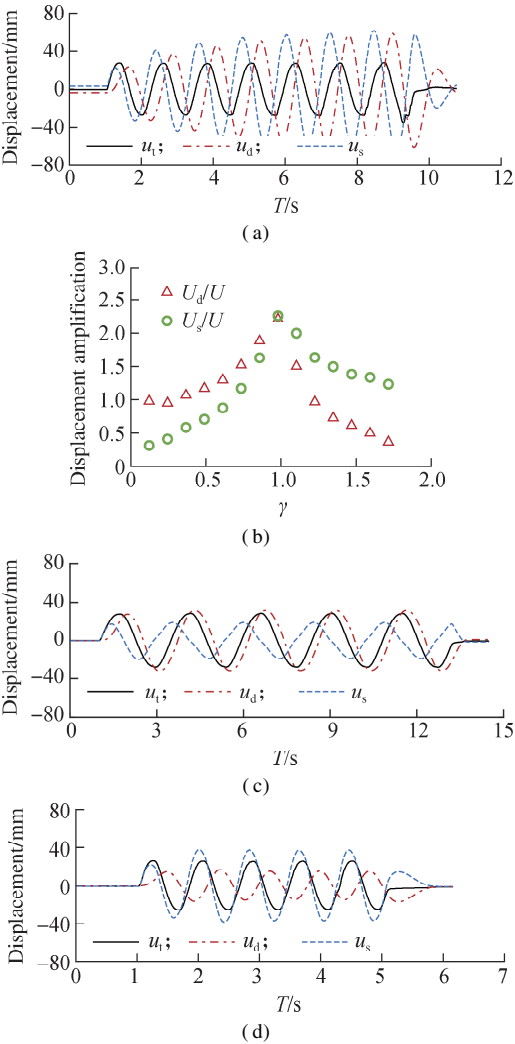 80
40
0
−40
−80
Displacement/mm
u_t; u_d; u_s
0 2 4 6 8 10 12
T/s
(a)
3.0
2.5
2.0
1.5
1.0
0.5
0
Displacement amplification
U_d/U
U_s/U
0 0.5 1.0 1.5 2.0
γ
(b)
80
40
0
−40
−80
Displacement/mm
u_t; u_d; u_s
3 6 9 12 15
T/s
(c)
80
40
0
−40
−80
Displacement/mm
u_t; u_d; u_s
0 1 2 3 4 5 6 7
T/s
(d)